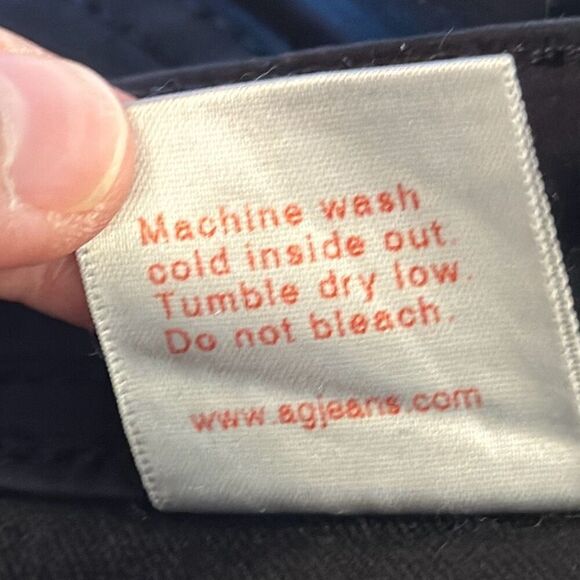 Machine wash
cold inside out.
Tumble dry low.
Do not bleach.
www.agjeans.com